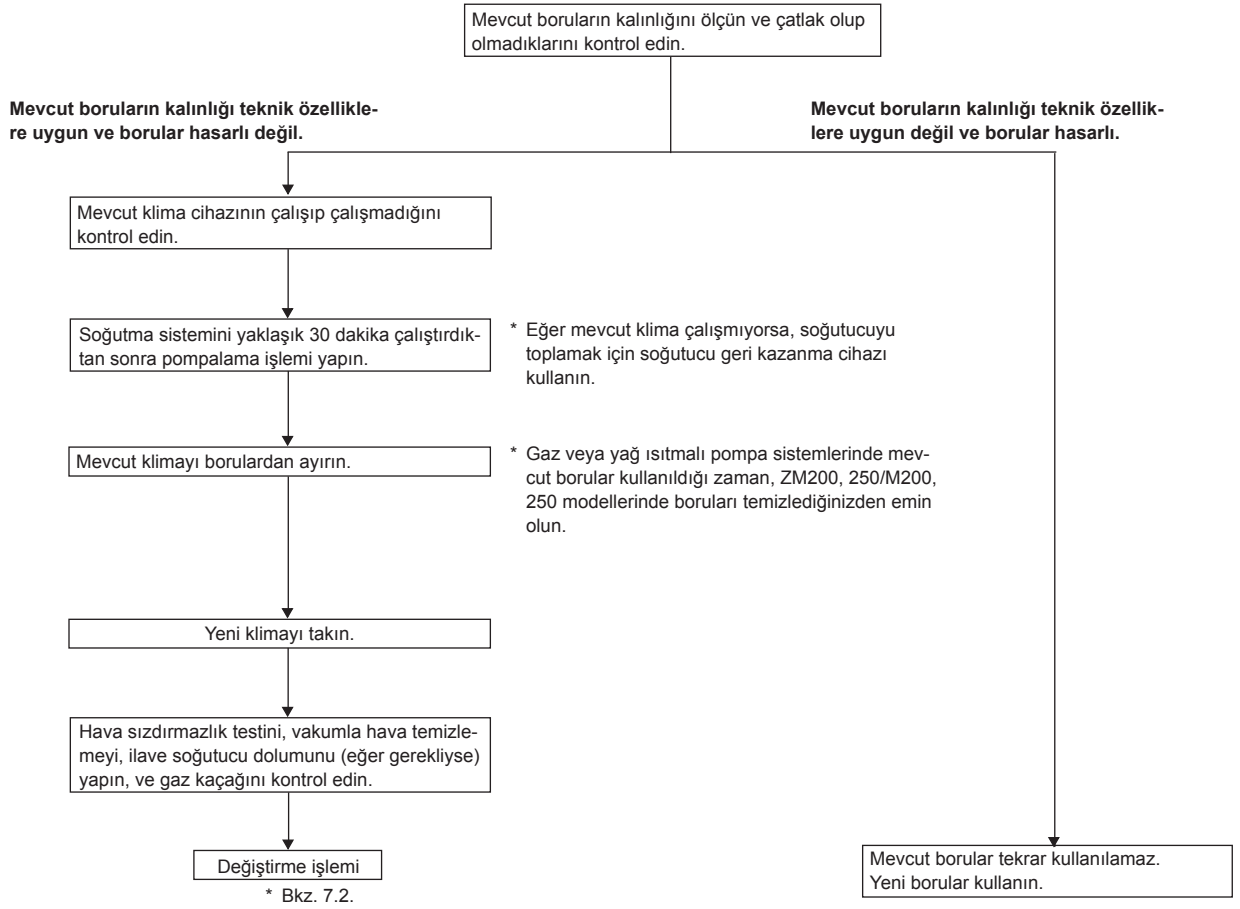 Mevcut boruların kalınlığını ölçün ve çatlak olup
olmadıklarını kontrol edin.
Mevcut boruların kalınlığı teknik özellikle-
re uygun ve borular hasarlı değil.
Mevcut boruların kalınlığı teknik özellik-
lere uygun değil ve borular hasarlı.
Mevcut klima cihazının çalışıp çalışmadığını
kontrol edin.
Soğutma sistemini yaklaşık 30 dakika çalıştırdık-
tan sonra pompalama işlemi yapın.
* Eğer mevcut klima çalışmıyorsa, soğutucuyu
toplamak için soğutucu geri kazanma cihazı
kullanın.
Mevcut klimayı borulardan ayırın.
* Gaz veya yağ ısıtmalı pompa sistemlerinde mev-
cut borular kullanıldığı zaman, ZM200, 250/M200,
250 modellerinde boruları temizlediğinizden emin
olun.
Yeni klimayı takın.
Hava sızdırmazlık testini, vakumla hava temizle-
meyi, ilave soğutucu dolumunu (eğer gerekliyse)
yapın, ve gaz kaçağını kontrol edin.
Değiştirme işlemi
* Bkz. 7.2.
Mevcut borular tekrar kullanılamaz.
Yeni borular kullanın.